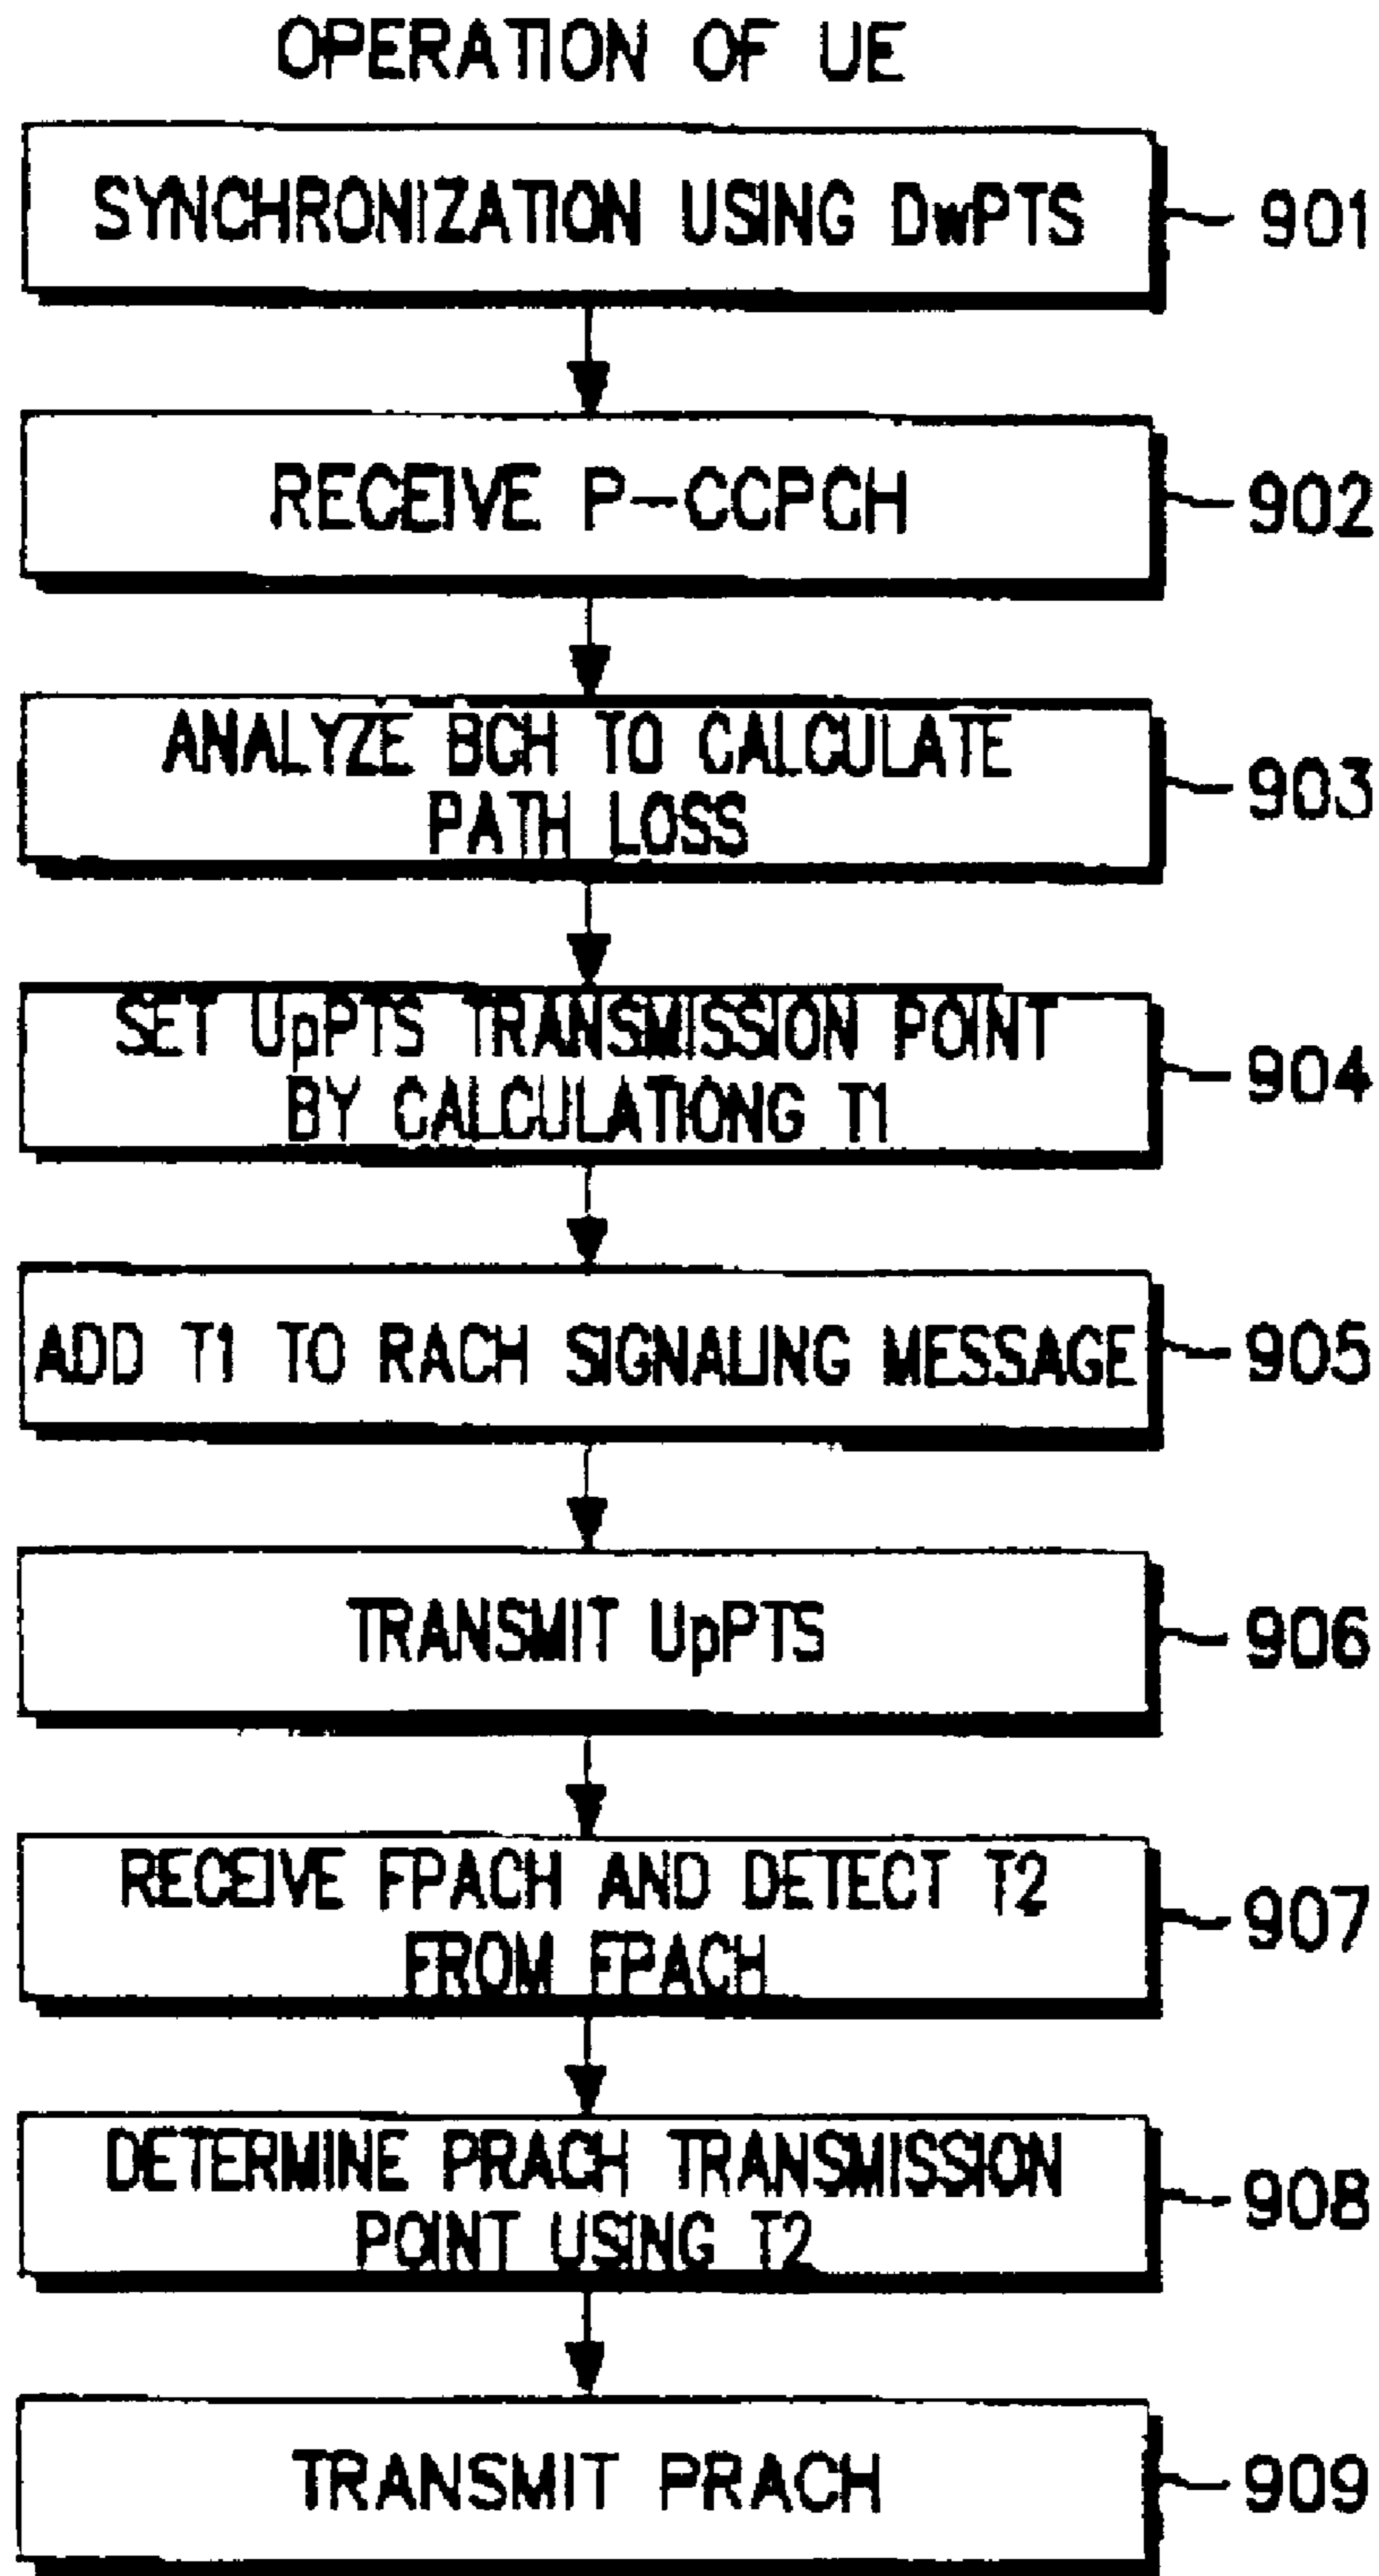 OPERATION OF UE
SYNCHRONIZATION USING DwPTS
901
RECEIVE P-CCPCH
902
ANALYZE BCH TO CALCULATE
PATH LOSS
903
SET UpPTS TRANSMISSION POINT
BY CALCULATIONG T1
904
ADD T1 TO RACH SIGNALING MESSAGE
905
TRANSMIT UpPTS
906
RECEIVE FPACH AND DETECT T2
FROM FPACH
907
DETERMINE PRACH TRANSMISSION
POINT USING T2
908
TRANSMIT PRACH
909